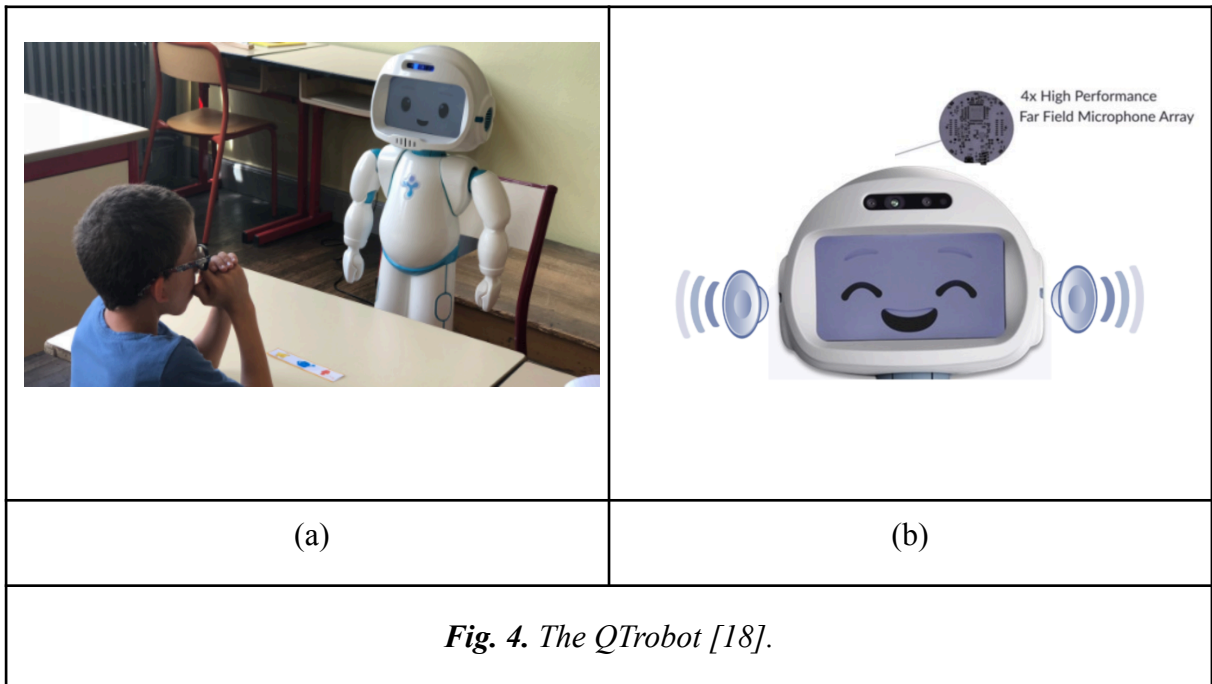 4x High Performance
Far Field Microphone Array
(a)
(b)
Fig. 4. The QTrobot [18].